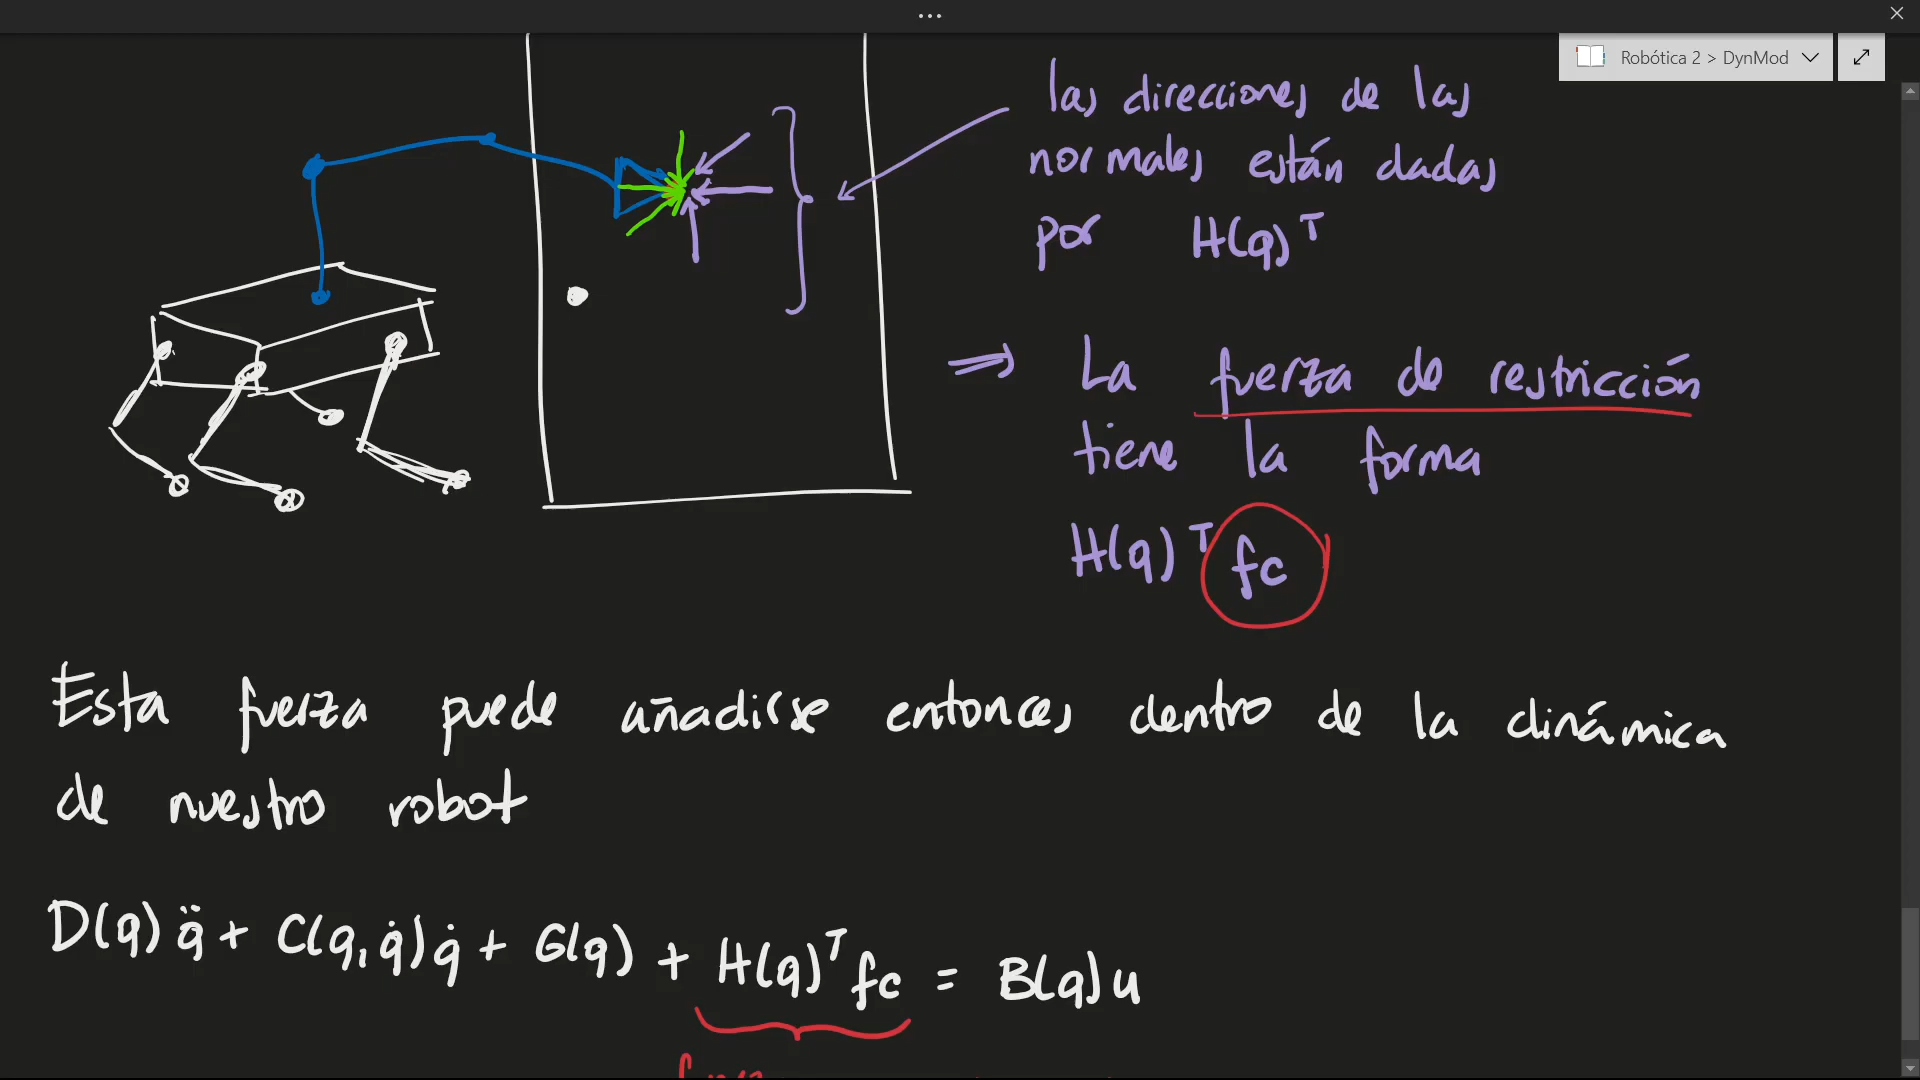 Robótica 2 > DynMod
las direcciones de las
normales están dadas
por H(q)ᵀ
⇒ La fuerza de restricción
tiene la forma
H(q)ᵀ fc
Esta fuerza puede añadirse entonces dentro de la dinámica
de nuestro robot
D(q) q̈ + C(q, q̇) q̇ + G(q) + H(q)ᵀ fc = B(q) u